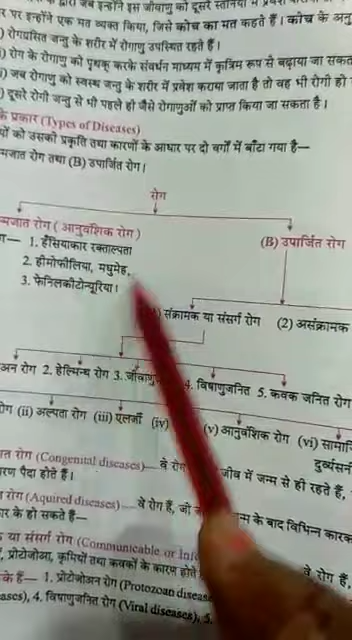 दूसरे स्तनियों में प्रवेश
र पर इन्होंने एक मत व्यक्त किया, जिसे कोच का मत कहते हैं। कोच के अनु
) रोगग्रसित जन्तु के शरीर में रोगाणु उपस्थित रहते हैं।
) रोग के रोगाणु को पृथक् करके संवर्धन माध्यम में कृत्रिम रूप से बढ़ाया जा सकत
) जब रोगाणु को स्वस्थ जन्तु के शरीर में प्रवेश कराया जाता है तो वह भी रोगी हो
) दूसरे रोगी जन्तु से भी पहले ही जैसे रोगाणुओं को प्राप्त किया जा सकता है।
के प्रकार (Types of Diseases)
गों को उसकी प्रकृति तथा कारणों के आधार पर दो वर्गों में बाँटा गया है—
न्मजात रोग तथा (B) उपार्जित रोग।
रोग
न्मजात रोग (आनुवंशिक रोग) (B) उपार्जित रोग
ग— 1. हँसियाकार रक्ताल्पता
2. हीमोफीलिया, मधुमेह,
3. फेनिलकीटोन्यूरिया।
संक्रामक या संसर्ग रोग (2) असंक्रामक
अन रोग 2. हेल्मिन्थ रोग 3. जीवाणु 4. विषाणुजनित 5. कवक जनित रोग
ोग (ii) अल्पता रोग (iii) एलर्जी (iv) (v) आनुवंशिक रोग (vi) सामाजि
दुर्व्यसन
ात रोग (Congenital diseases)—वे रोग जीव में जन्म से ही रहते हैं,
रण पैदा होते हैं।
त रोग (Aquired diseases)—वे रोग हैं, जो न्म के बाद विभिन्न कारक
ार के हो सकते हैं—
क या संसर्ग रोग (Communicable or Inf वे रोग हैं,
, प्रोटोजोआ, कृमियों तथा कवकों के कारण होते
के हैं— 1. प्रोटोजोअन रोग (Protozoan diseas
ases), 4. विषाणुजनित रोग (Viral diseases), 5.